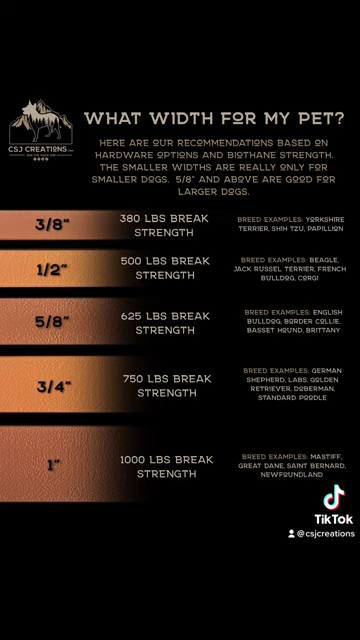 CSJ CREATIONS.COM
WHAT WIDTH FOR MY PET?
HERE ARE OUR RECOMMENDATIONS BASED ON
HARDWARE OPTIONS AND BIOTHANE STRENGTH.
THE SMALLER WIDTHS ARE REALLY ONLY FOR
SMALLER DOGS. 5/8" AND ABOVE ARE GOOD FOR
LARGER DOGS.
3/8"
380 LBS BREAK
STRENGTH
BREED EXAMPLES: YORKSHIRE
TERRIER, SHIH TZU, PAPILLION
1/2"
500 LBS BREAK
STRENGTH
BREED EXAMPLES: BEAGLE,
JACK RUSSEL TERRIER, FRENCH
BULLDOG, CORGI
5/8"
625 LBS BREAK
STRENGTH
BREED EXAMPLES: ENGLISH
BULLDOG, BORDER COLLIE,
BASSET HOUND, BRITTANY
3/4"
750 LBS BREAK
STRENGTH
BREED EXAMPLES: GERMAN
SHEPHERD, LABS, GOLDEN
RETRIEVER, DOBERMAN,
STANDARD POODLE
1"
1000 LBS BREAK
STRENGTH
BREED EXAMPLES: MASTIFF,
GREAT DANE, SAINT BERNARD,
NEWFOUNDLAND
TikTok
@csjcreations